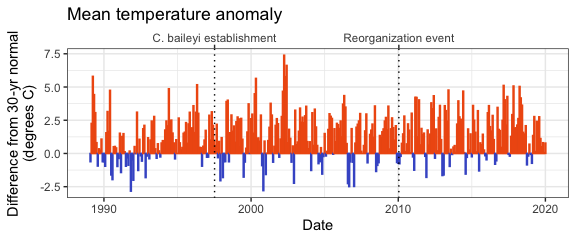 Mean temperature anomaly
C. baileyi establishment Reorganization event
Difference from 30-yr normal
(degrees C)
7.5
5.0
2.5
0.0
-2.5
1990 2000 2010 2020
Date